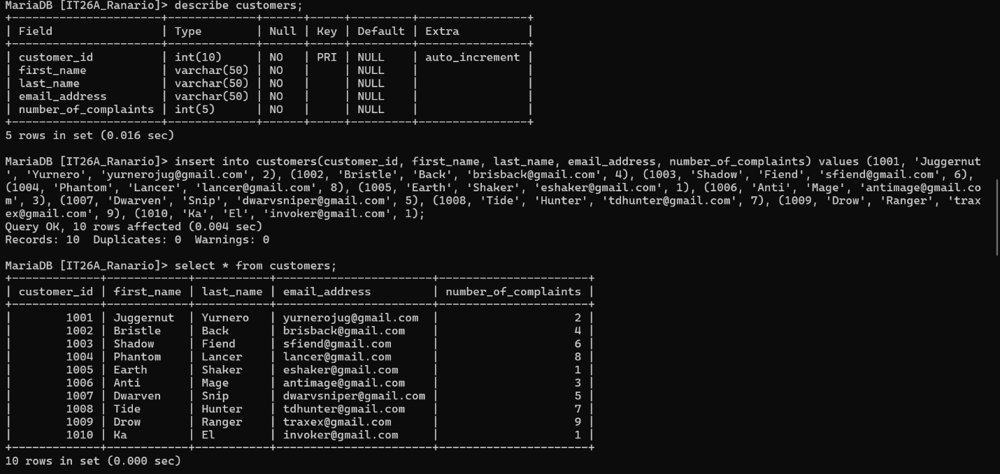 MariaDB [IT26A_Ranario]> describe customers;
+----------------------+-------------+------+-----+---------+----------------+
| Field                | Type        | Null | Key | Default | Extra          |
+----------------------+-------------+------+-----+---------+----------------+
| customer_id          | int(10)     | NO   | PRI | NULL    | auto_increment |
| first_name           | varchar(50) | NO   |     | NULL    |                |
| last_name            | varchar(50) | NO   |     | NULL    |                |
| email_address        | varchar(50) | NO   |     | NULL    |                |
| number_of_complaints | int(5)      | NO   |     | NULL    |                |
+----------------------+-------------+------+-----+---------+----------------+
5 rows in set (0.016 sec)

MariaDB [IT26A_Ranario]> insert into customers(customer_id, first_name, last_name, email_address, number_of_complaints) values (1001, 'Juggernut
', 'Yurnero', 'yurnerojug@gmail.com', 2), (1002, 'Bristle', 'Back', 'brisback@gmail.com', 4), (1003, 'Shadow', 'Fiend', 'sfiend@gmail.com', 6),
(1004, 'Phantom', 'Lancer', 'lancer@gmail.com', 8), (1005, 'Earth', 'Shaker', 'eshaker@gmail.com', 1), (1006, 'Anti', 'Mage', 'antimage@gmail.co
m', 3), (1007, 'Dwarven', 'Snip', 'dwarvsniper@gmail.com', 5), (1008, 'Tide', 'Hunter', 'tdhunter@gmail.com', 7), (1009, 'Drow', 'Ranger', 'trax
ex@gmail.com', 9), (1010, 'Ka', 'El', 'invoker@gmail.com', 1);
Query OK, 10 rows affected (0.004 sec)
Records: 10  Duplicates: 0  Warnings: 0

MariaDB [IT26A_Ranario]> select * from customers;
+-------------+------------+-----------+-----------------------+----------------------+
| customer_id | first_name | last_name | email_address         | number_of_complaints |
+-------------+------------+-----------+-----------------------+----------------------+
|        1001 | Juggernut  | Yurnero   | yurnerojug@gmail.com  |                    2 |
|        1002 | Bristle    | Back      | brisback@gmail.com    |                    4 |
|        1003 | Shadow     | Fiend     | sfiend@gmail.com      |                    6 |
|        1004 | Phantom    | Lancer    | lancer@gmail.com      |                    8 |
|        1005 | Earth      | Shaker    | eshaker@gmail.com     |                    1 |
|        1006 | Anti       | Mage      | antimage@gmail.com    |                    3 |
|        1007 | Dwarven    | Snip      | dwarvsniper@gmail.com |                    5 |
|        1008 | Tide       | Hunter    | tdhunter@gmail.com    |                    7 |
|        1009 | Drow       | Ranger    | traxex@gmail.com      |                    9 |
|        1010 | Ka         | El        | invoker@gmail.com     |                    1 |
+-------------+------------+-----------+-----------------------+----------------------+
10 rows in set (0.000 sec)